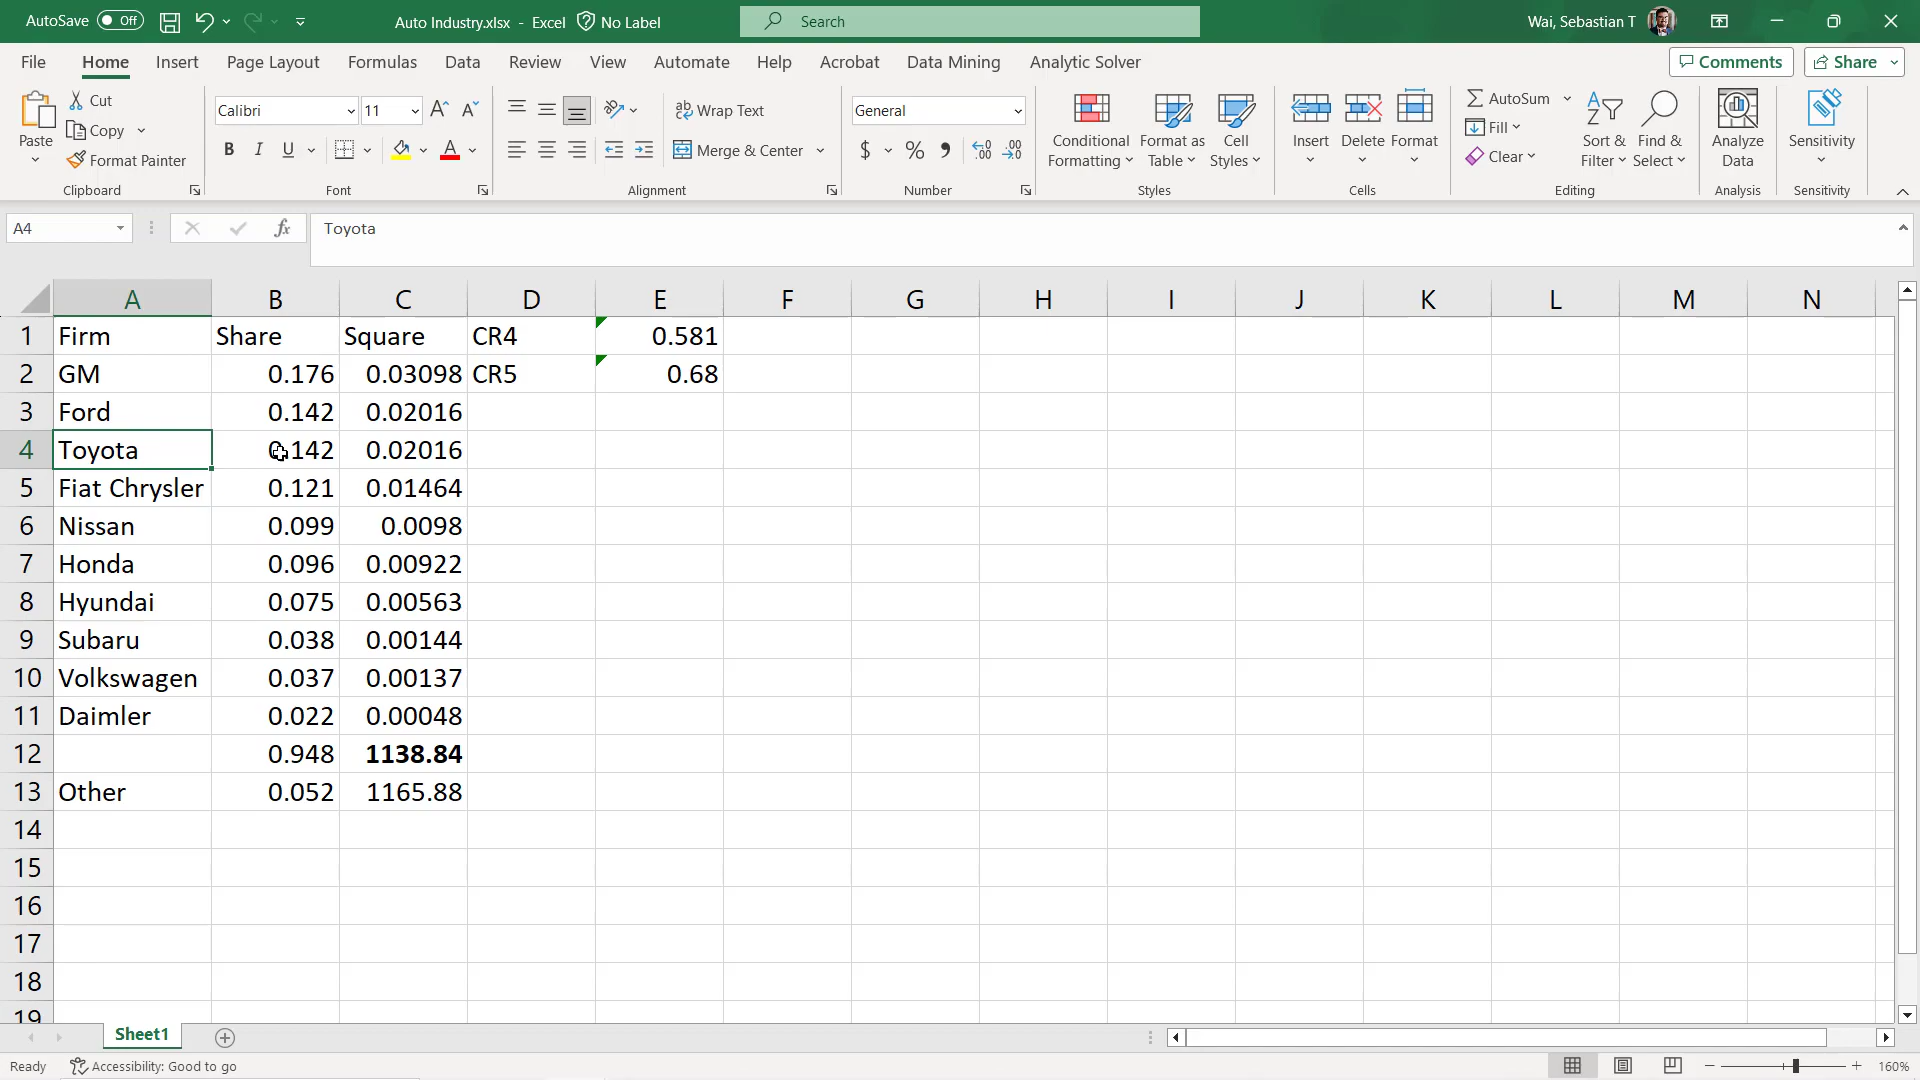 AutoSave Off Auto Industry.xlsx - Excel No Label Search Wai, Sebastian T
File Home Insert Page Layout Formulas Data Review View Automate Help Acrobat Data Mining Analytic Solver Comments Share
Paste Cut Copy Format Painter Clipboard
Calibri 11 B I U A A A Font
ab Wrap Text Merge & Center Alignment
General $ % 9 .00 Number
Conditional Formatting Format as Table Cell Styles Styles
Insert Delete Format Cells
AutoSum Fill Clear Sort & Filter Find & Select Editing
Analyze Data Analysis
Sensitivity Sensitivity
A4 fx Toyota
A B C D E F G H I J K L M N
1 Firm Share Square CR4 0.581
2 GM 0.176 0.03098 CR5 0.68
3 Ford 0.142 0.02016
4 Toyota 0.142 0.02016
5 Fiat Chrysler 0.121 0.01464
6 Nissan 0.099 0.0098
7 Honda 0.096 0.00922
8 Hyundai 0.075 0.00563
9 Subaru 0.038 0.00144
10 Volkswagen 0.037 0.00137
11 Daimler 0.022 0.00048
12 0.948 1138.84
13 Other 0.052 1165.88
14
15
16
17
18
19
Sheet1
Ready Accessibility: Good to go 160%